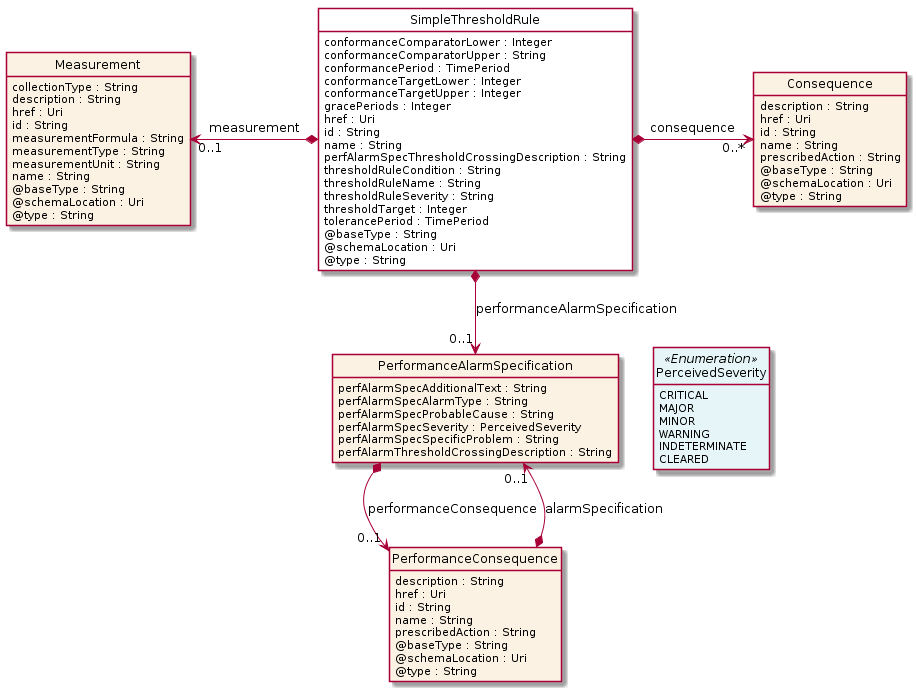 SimpleThresholdRule
conformanceComparatorLower : Integer
conformanceComparatorUpper : String
conformancePeriod : TimePeriod
conformanceTargetLower : Integer
conformanceTargetUpper : Integer
gracePeriods : Integer
href : Uri
id : String
name : String
perfAlarmSpecThresholdCrossingDescription : String
thresholdRuleCondition : String
thresholdRuleName : String
thresholdRuleSeverity : String
thresholdTarget : Integer
tolerancePeriod : TimePeriod
@baseType : String
@schemaLocation : Uri
@type : String
Measurement
collectionType : String
description : String
href : Uri
id : String
measurementFormula : String
measurementType : String
measurementUnit : String
name : String
@baseType : String
@schemaLocation : Uri
@type : String
measurement
0..1
consequence
0..*
Consequence
description : String
href : Uri
id : String
name : String
prescribedAction : String
@baseType : String
@schemaLocation : Uri
@type : String
performanceAlarmSpecification
0..1
PerformanceAlarmSpecification
perfAlarmSpecAdditionalText : String
perfAlarmSpecAlarmType : String
perfAlarmSpecProbableCause : String
perfAlarmSpecSeverity : PerceivedSeverity
perfAlarmSpecSpecificProblem : String
perfAlarmThresholdCrossingDescription : String
«Enumeration»
PerceivedSeverity
CRITICAL
MAJOR
MINOR
WARNING
INDETERMINATE
CLEARED
0..1
performanceConsequence
alarmSpecification
0..1
PerformanceConsequence
description : String
href : Uri
id : String
name : String
prescribedAction : String
@baseType : String
@schemaLocation : Uri
@type : String